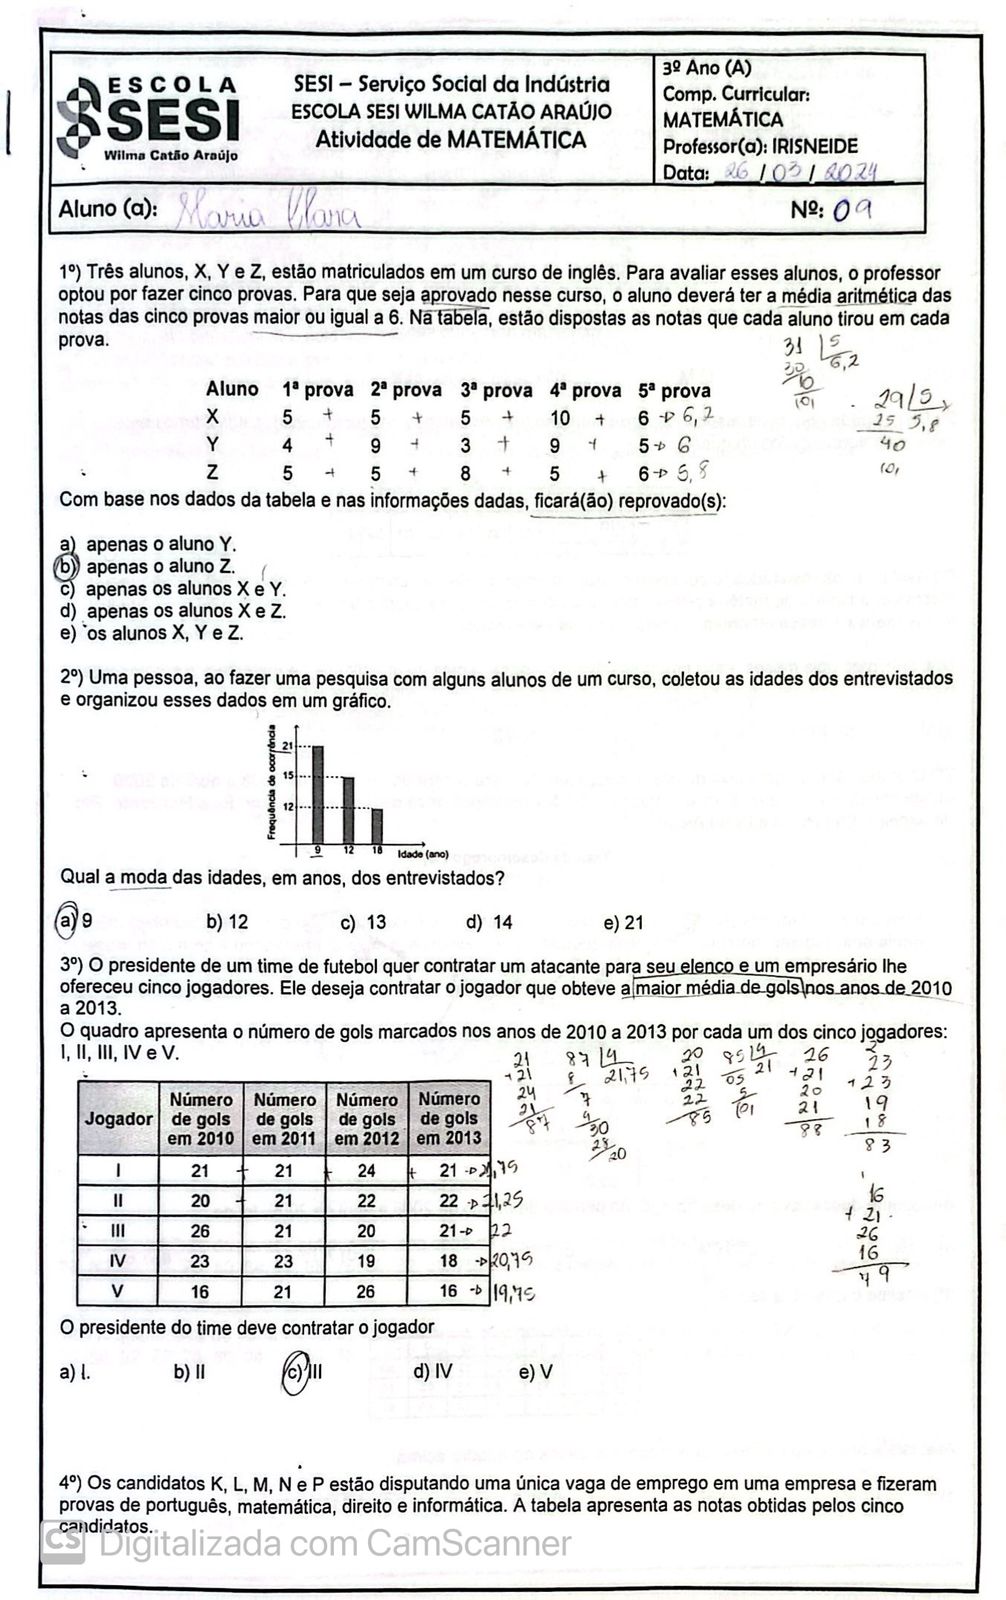 ESCOLA
SESI
Wilma Catão Araújo
SESI – Serviço Social da Indústria
ESCOLA SESI WILMA CATÃO ARAÚJO
Atividade de MATEMÁTICA
3º Ano (A)
Comp. Curricular:
MATEMÁTICA
Professor(a): IRISNEIDE
Data: 26 / 03 / 2024
Aluno (a): Maria Clara
Nº: 09
1º) Três alunos, X, Y e Z, estão matriculados em um curso de inglês. Para avaliar esses alunos, o professor
optou por fazer cinco provas. Para que seja aprovado nesse curso, o aluno deverá ter a média aritmética das
notas das cinco provas maior ou igual a 6. Na tabela, estão dispostas as notas que cada aluno tirou em cada
prova.
31 5
30 6,2
10
29 5
25 5,8
40
Aluno 1ª prova 2ª prova 3ª prova 4ª prova 5ª prova
X 5 + 5 + 5 + 10 + 6 → 6,2
Y 4 + 9 + 3 + 9 + 5 → 6
Z 5 + 5 + 8 + 5 + 6 → 5,8
Com base nos dados da tabela e nas informações dadas, ficará(ão) reprovado(s):
a) apenas o aluno Y.
b) apenas o aluno Z.
c) apenas os alunos X e Y.
d) apenas os alunos X e Z.
e) os alunos X, Y e Z.
2º) Uma pessoa, ao fazer uma pesquisa com alguns alunos de um curso, coletou as idades dos entrevistados
e organizou esses dados em um gráfico.
Frequência de ocorrência
21
15
12
9 12 18 Idade (ano)
Qual a moda das idades, em anos, dos entrevistados?
a) 9 b) 12 c) 13 d) 14 e) 21
3º) O presidente de um time de futebol quer contratar um atacante para seu elenco e um empresário lhe
ofereceu cinco jogadores. Ele deseja contratar o jogador que obteve a maior média de gols nos anos de 2010
a 2013.
O quadro apresenta o número de gols marcados nos anos de 2010 a 2013 por cada um dos cinco jogadores:
I, II, III, IV e V.
Jogador Número de gols em 2010 Número de gols em 2011 Número de gols em 2012 Número de gols em 2013
I 21 + 21 + 24 + 21 → 21,75
II 20 + 21 22 22 → 21,25
III 26 21 20 21 → 22
IV 23 23 19 18 → 20,75
V 16 21 26 16 → 19,75
21
+21
24
21
87
87 4
8 21,75
7
4
30
28
20
20
+21
22
22
85
85 4
05 21
26
+21
20
21
88
2
23
+23
19
18
83
1
16
+21
26
16
79
O presidente do time deve contratar o jogador
a) I. b) II c) III d) IV e) V
4º) Os candidatos K, L, M, N e P estão disputando uma única vaga de emprego em uma empresa e fizeram
provas de português, matemática, direito e informática. A tabela apresenta as notas obtidas pelos cinco
candidatos.
CS Digitalizada com CamScanner